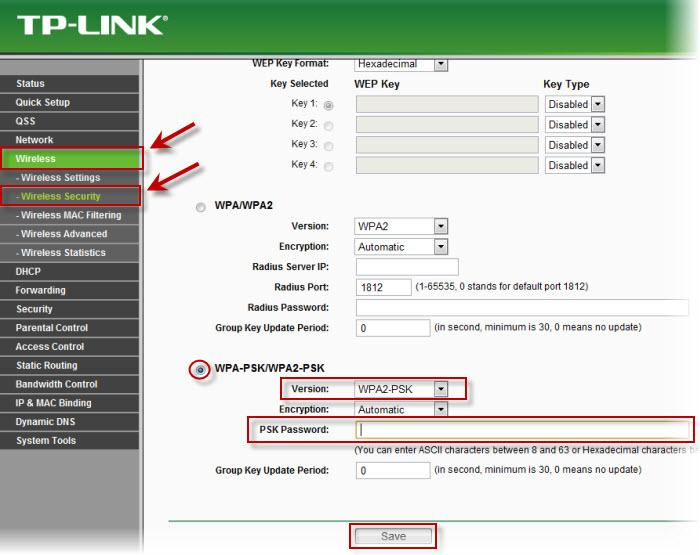 TP-LINK®
Status
Quick Setup
QSS
Network
Wireless
- Wireless Settings
- Wireless Security
- Wireless MAC Filtering
- Wireless Advanced
- Wireless Statistics
DHCP
Forwarding
Security
Parental Control
Access Control
Static Routing
Bandwidth Control
IP & MAC Binding
Dynamic DNS
System Tools
WEP Key Format: Hexadecimal
Key Selected WEP Key Key Type
Key 1: Disabled
Key 2: Disabled
Key 3: Disabled
Key 4: Disabled
WPA/WPA2
Version: WPA2
Encryption: Automatic
Radius Server IP:
Radius Port: 1812 (1-65535, 0 stands for default port 1812)
Radius Password:
Group Key Update Period: 0 (in second, minimum is 30, 0 means no update)
WPA-PSK/WPA2-PSK
Version: WPA2-PSK
Encryption: Automatic
PSK Password:
(You can enter ASCII characters between 8 and 63 or Hexadecimal characters
Group Key Update Period: 0 (in second, minimum is 30, 0 means no update)
Save